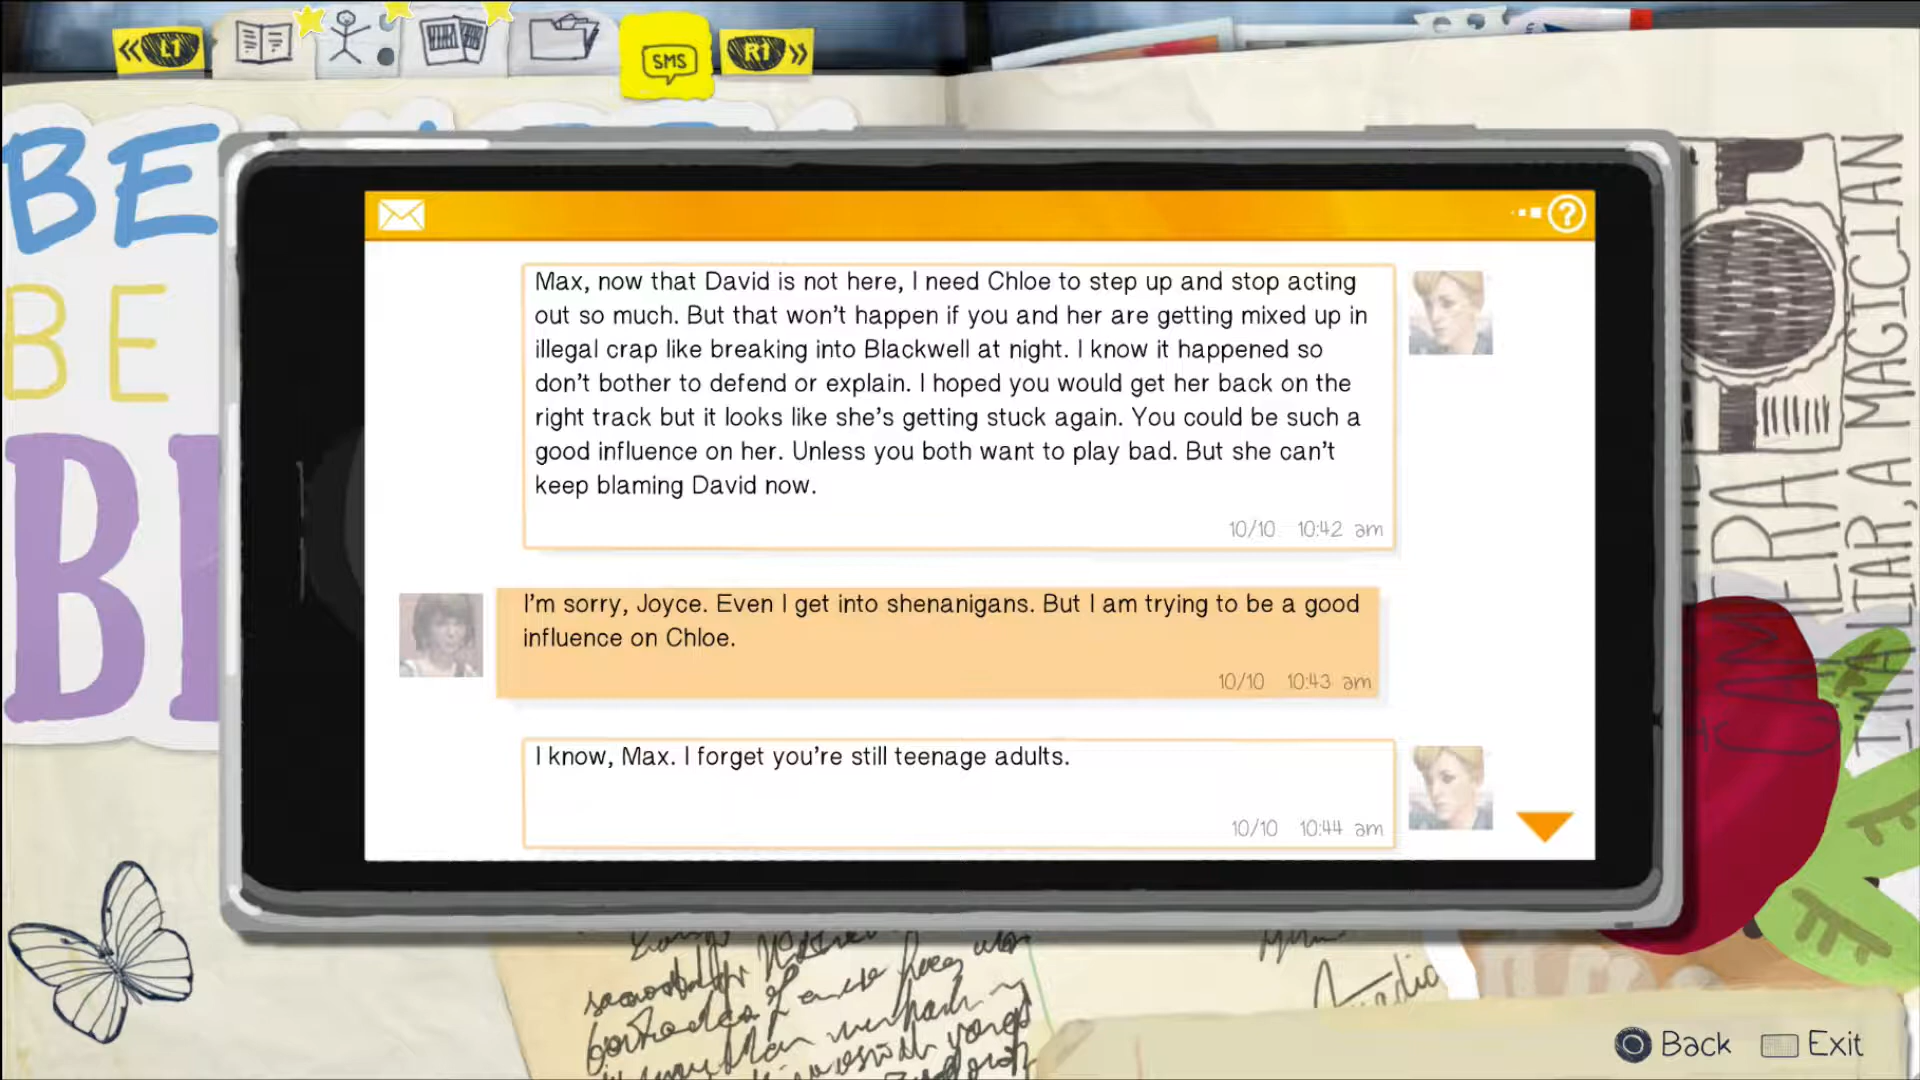 L1
SMS
R1
BE
BE
Max, now that David is not here, I need Chloe to step up and stop acting
out so much. But that won't happen if you and her are getting mixed up in
illegal crap like breaking into Blackwell at night. I know it happened so
don't bother to defend or explain. I hoped you would get her back on the
right track but it looks like she's getting stuck again. You could be such a
good influence on her. Unless you both want to play bad. But she can't
keep blaming David now.
10/10 10:42 am
I'm sorry, Joyce. Even I get into shenanigans. But I am trying to be a good
influence on Chloe.
10/10 10:43 am
I know, Max. I forget you're still teenage adults.
10/10 10:44 am
?
A MAGICIAN
Back
Exit